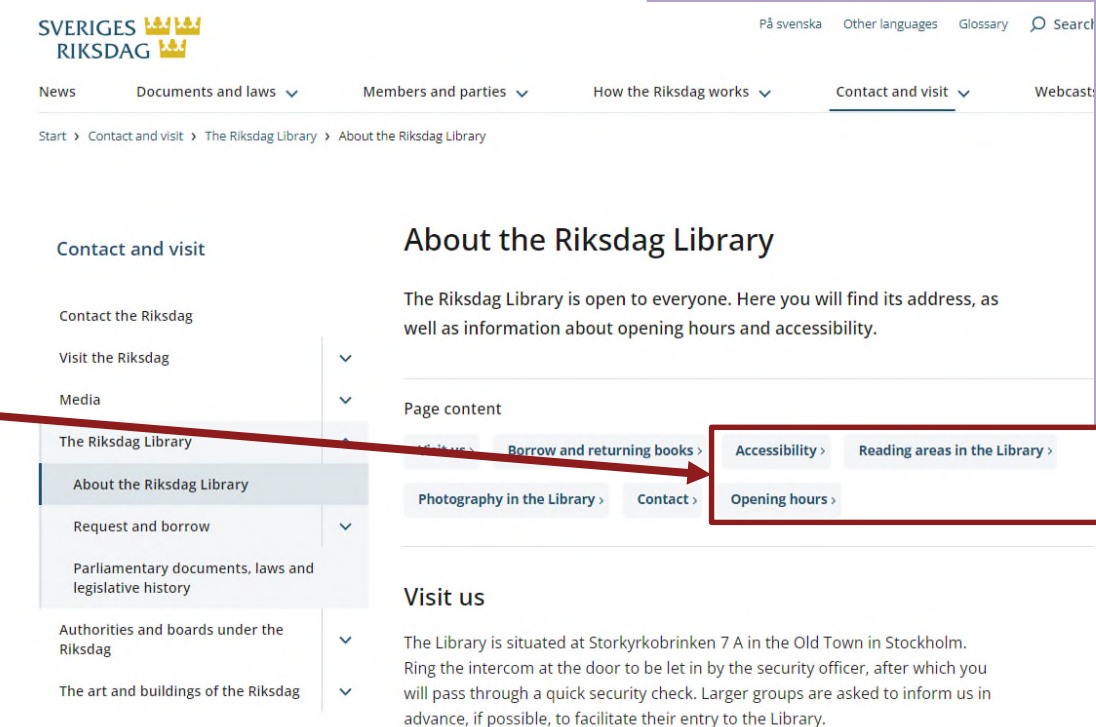 SVERIGES
RIKSDAG
På svenska Other languages Glossary Search
News Documents and laws Members and parties How the Riksdag works Contact and visit Webcasts
Start > Contact and visit > The Riksdag Library > About the Riksdag Library
Contact and visit
Contact the Riksdag
Visit the Riksdag
Media
The Riksdag Library
About the Riksdag Library
Request and borrow
Parliamentary documents, laws and
legislative history
Authorities and boards under the
Riksdag
The art and buildings of the Riksdag
About the Riksdag Library
The Riksdag Library is open to everyone. Here you will find its address, as
well as information about opening hours and accessibility.
Page content
Visit us > Borrow and returning books > Accessibility > Reading areas in the Library >
Photography in the Library > Contact > Opening hours >
Visit us
The Library is situated at Storkyrkobrinken 7 A in the Old Town in Stockholm.
Ring the intercom at the door to be let in by the security officer, after which you
will pass through a quick security check. Larger groups are asked to inform us in
advance, if possible, to facilitate their entry to the Library.